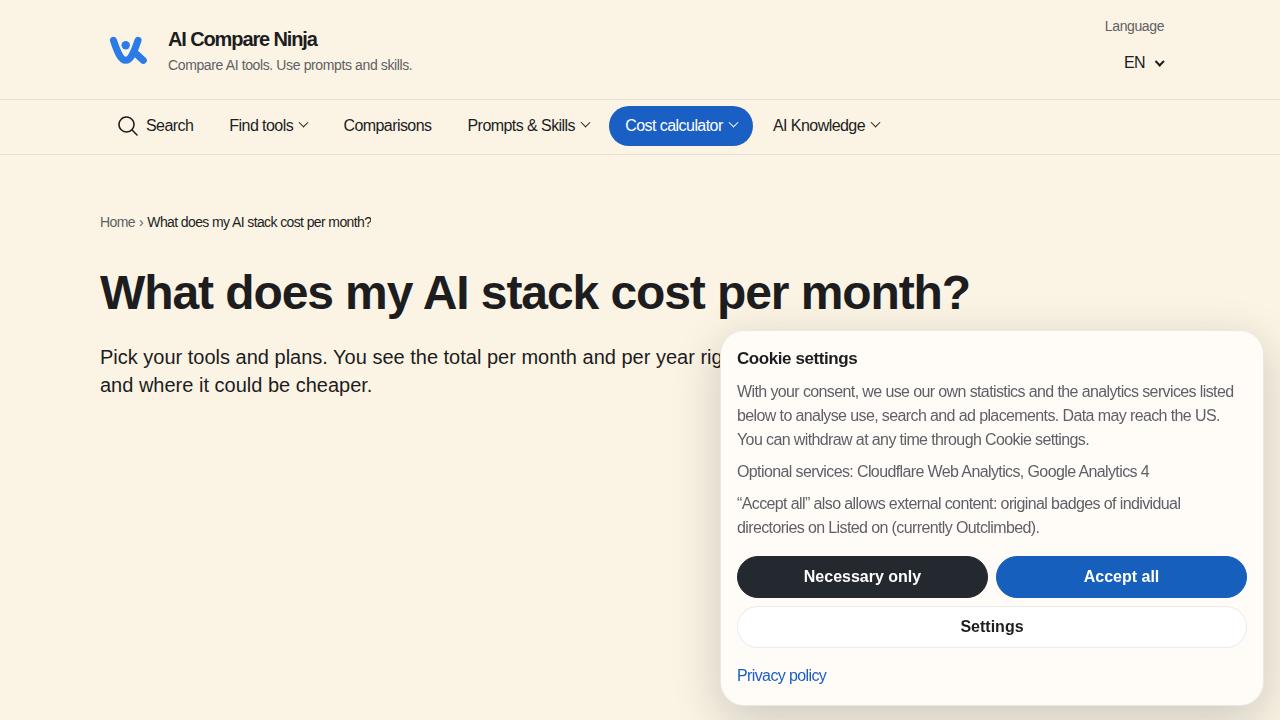 AI Compare Ninja
Compare AI tools. Use prompts and skills.
Language
EN
Search
Find tools
Comparisons
Prompts & Skills
Cost calculator
AI Knowledge
Home › What does my AI stack cost per month?
What does my AI stack cost per month?
Pick your tools and plans. You see the total per month and per year
and where it could be cheaper.
Cookie settings
With your consent, we use our own statistics and the analytics services listed
below to analyse use, search and ad placements. Data may reach the US.
You can withdraw at any time through Cookie settings.
Optional services: Cloudflare Web Analytics, Google Analytics 4
“Accept all” also allows external content: original badges of individual
directories on Listed on (currently Outclimbed).
Necessary only
Accept all
Settings
Privacy policy